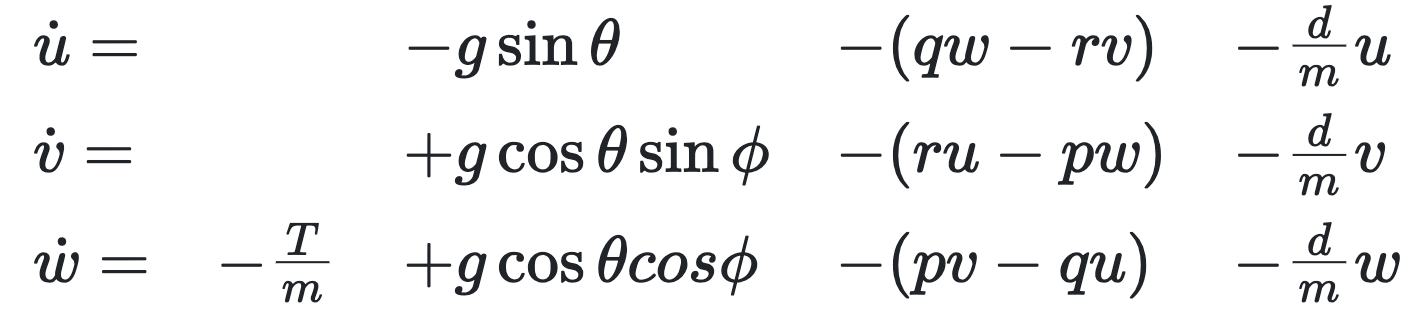 u̇ = −g sin θ −(qw − rv) −d/m u
v̇ = +g cos θ sin ϕ −(ru − pw) −d/m v
ẇ = −T/m +g cos θcosϕ −(pv − qu) −d/m w